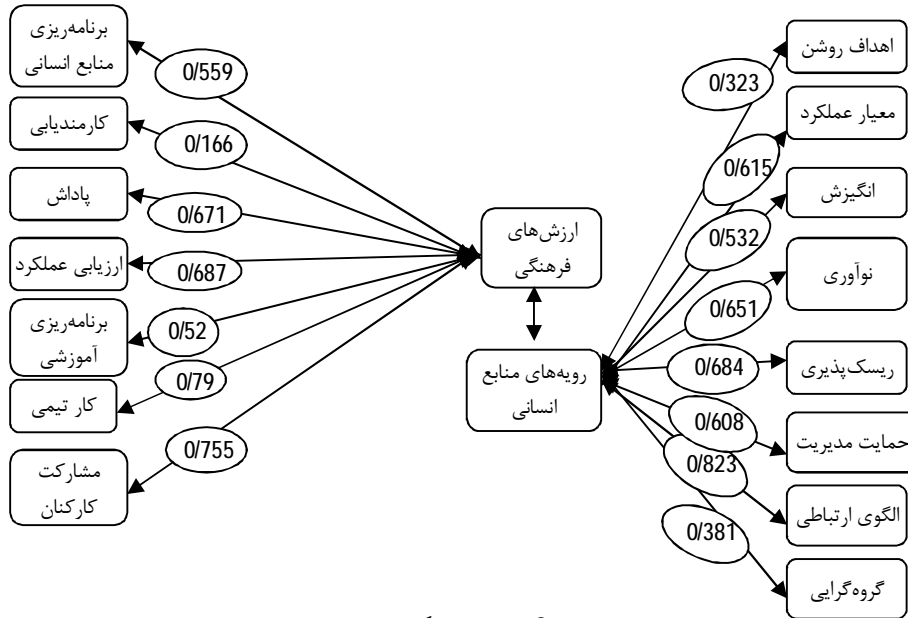 اهداف روشن
0/323
معیار عملکرد
0/615
انگیزش
0/532
نوآوری
0/651
ریسک‌پذیری
0/684
حمایت مدیریت
0/608
الگوی ارتباطی
0/823
گروه‌گرایی
0/381
ارزش‌های
فرهنگی
رویه‌های منابع
انسانی
برنامه‌ریزی
منابع انسانی
0/559
کارمندیابی
0/166
پاداش
0/671
ارزیابی عملکرد
0/687
برنامه‌ریزی
آموزشی
0/52
کار تیمی
0/79
مشارکت
کارکنان
0/755